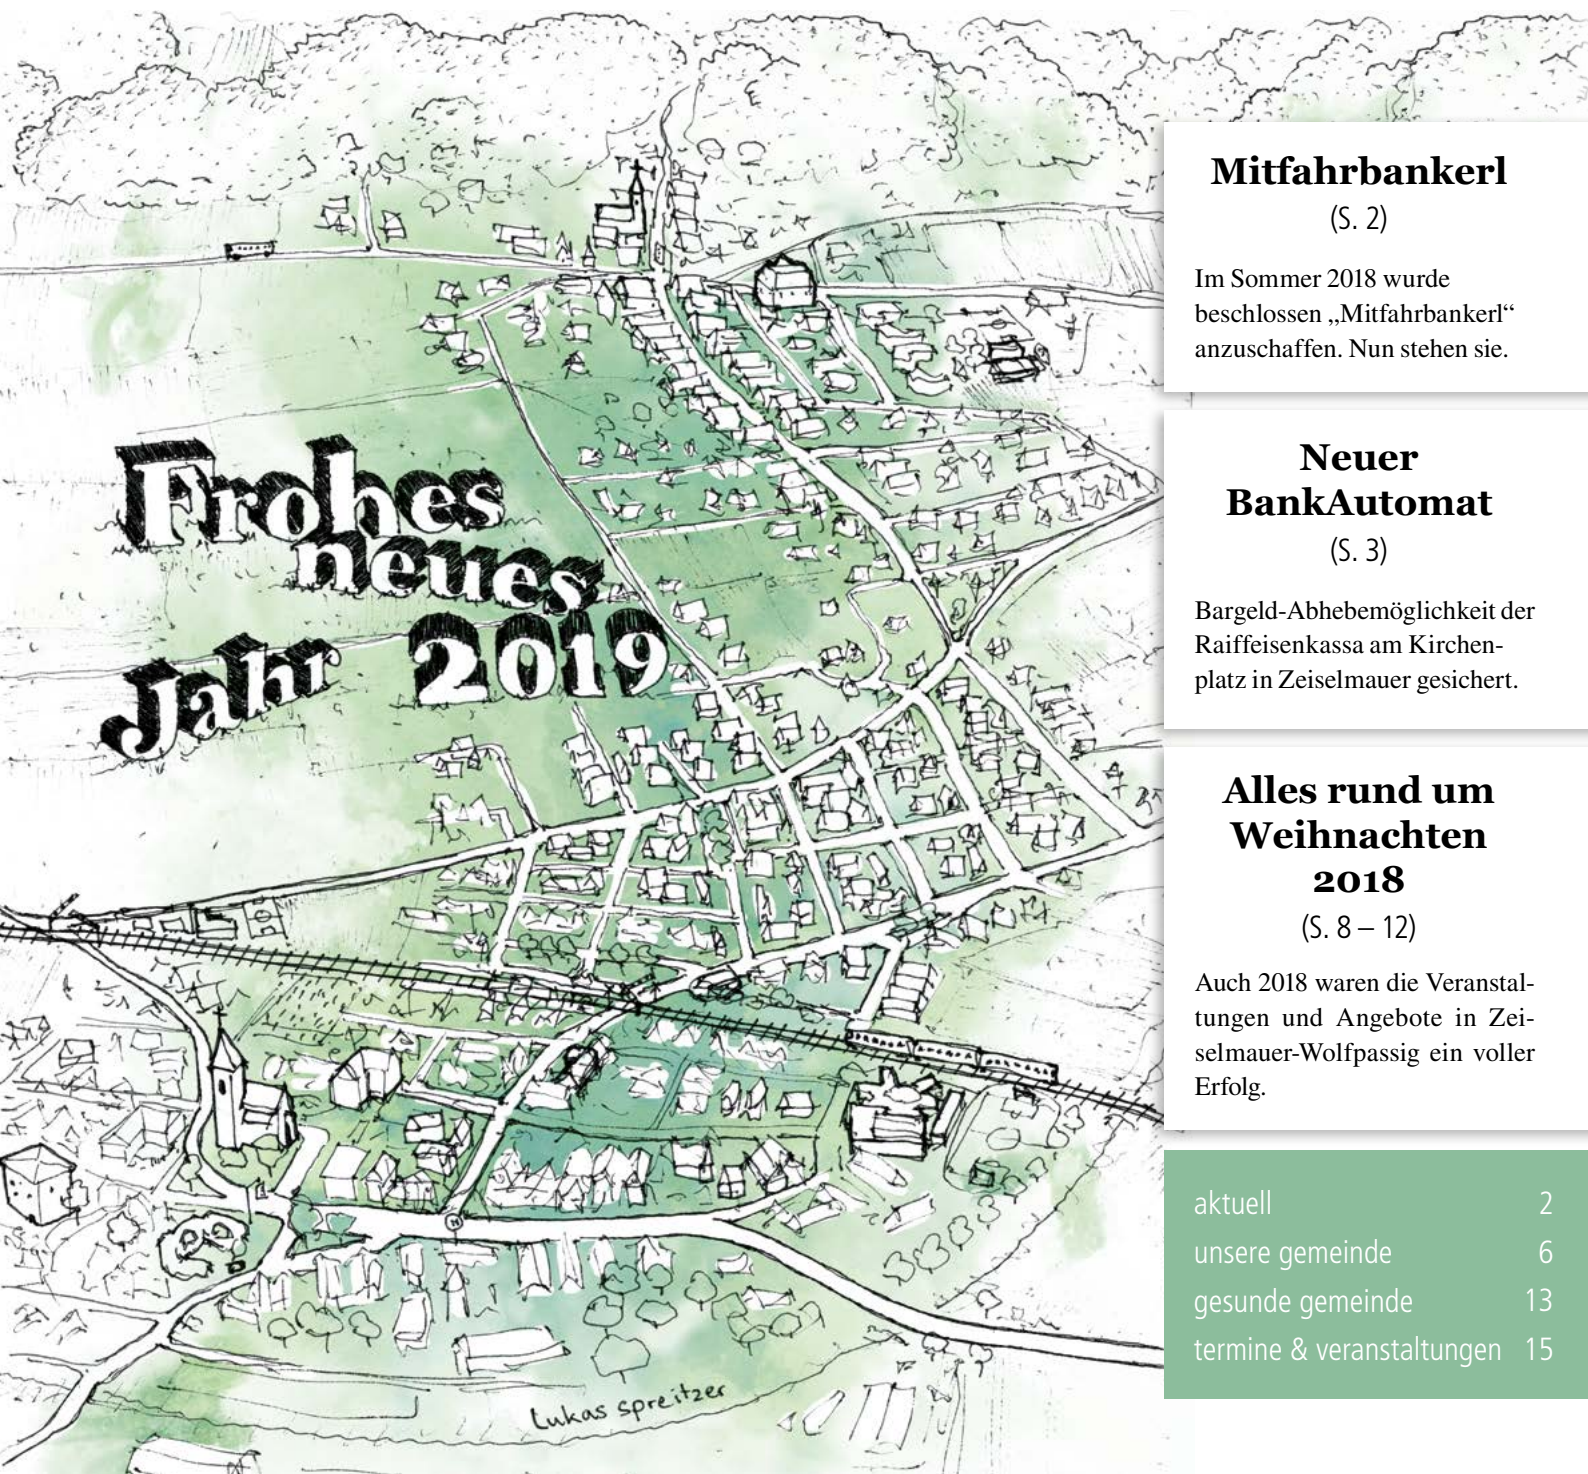 Frohes
neues
Jahr 2019
Lukas Spreitzer
Mitfahrbankerl
(S. 2)
Im Sommer 2018 wurde
beschlossen „Mitfahrbankerl“
anzuschaffen. Nun stehen sie.
Neuer
BankAutomat
(S. 3)
Bargeld-Abhebemöglichkeit der
Raiffeisenkassa am Kirchen-
platz in Zeiselmauer gesichert.
Alles rund um
Weihnachten
2018
(S. 8 – 12)
Auch 2018 waren die Veranstal-
tungen und Angebote in Zei-
selmauer-Wolfpassig ein voller
Erfolg.
aktuell 2
unsere gemeinde 6
gesunde gemeinde 13
termine & veranstaltungen 15